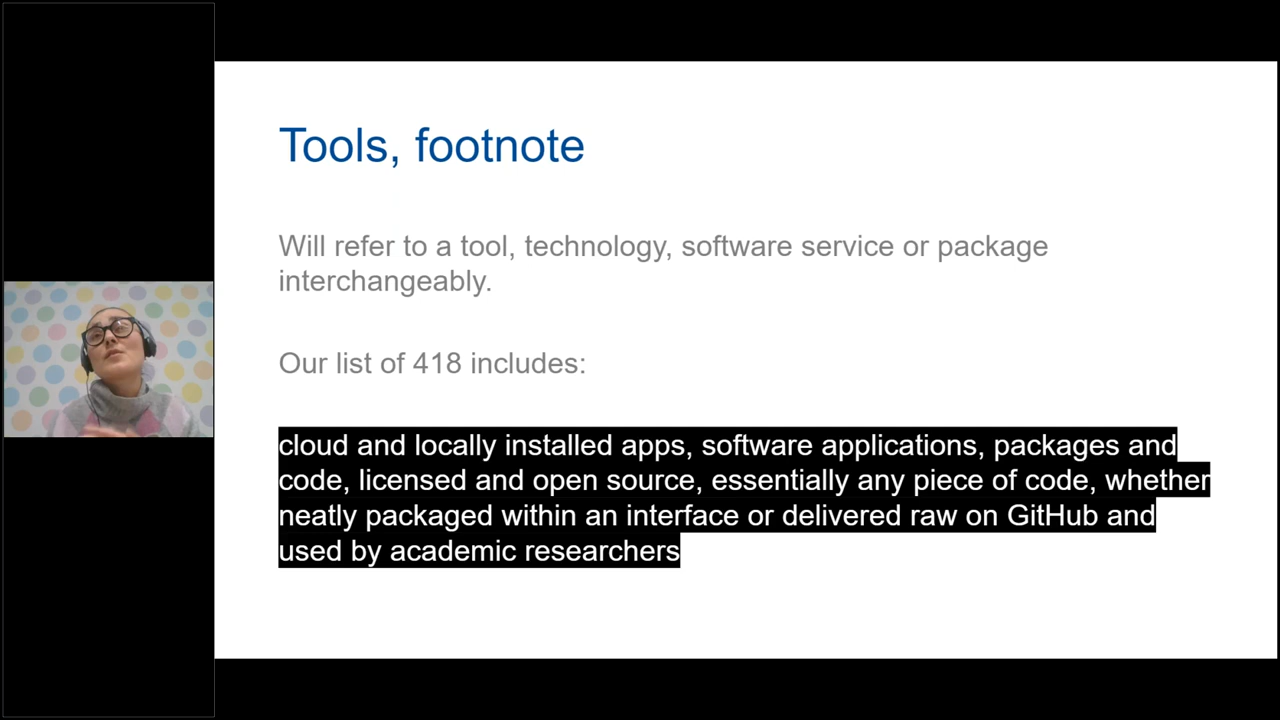 Tools, footnote
Will refer to a tool, technology, software service or package
interchangeably.
Our list of 418 includes:
cloud and locally installed apps, software applications, packages and
code, licensed and open source, essentially any piece of code, whether
neatly packaged within an interface or delivered raw on GitHub and
used by academic researchers